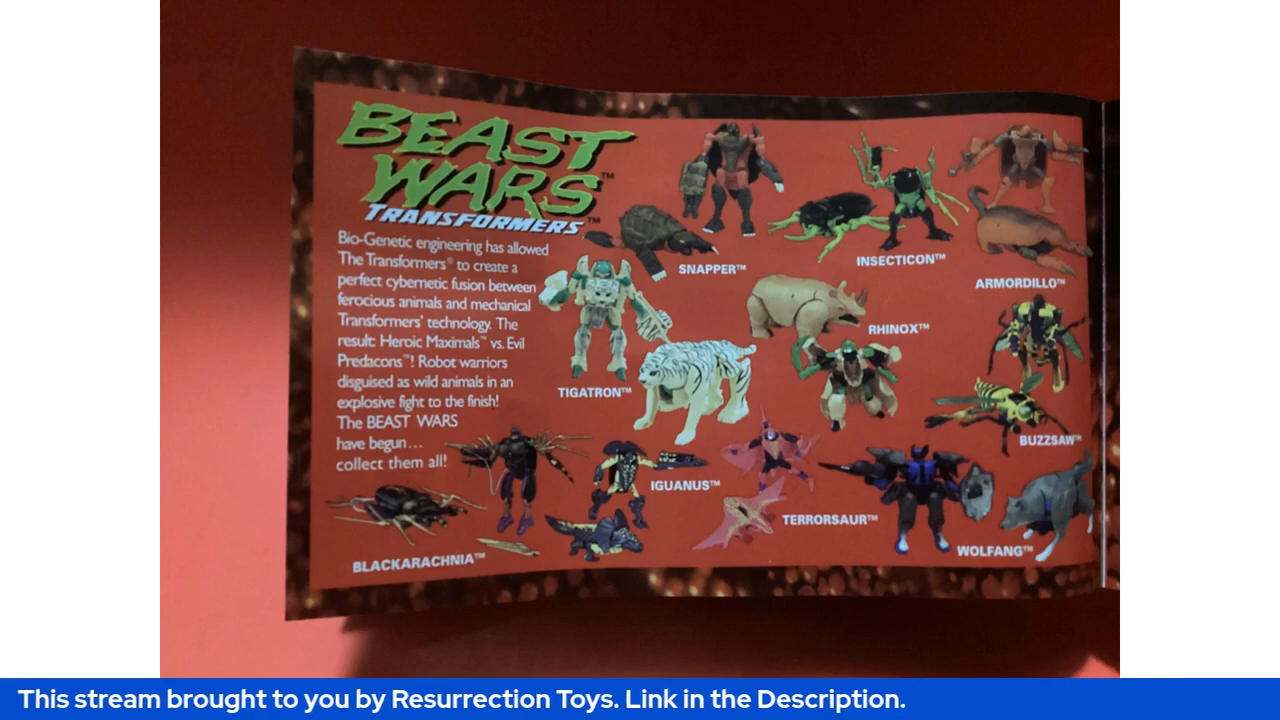 BEAST
WARS™
TRANSFORMERS™
Bio-Genetic engineering has allowed
The Transformers® to create a
perfect cybernetic fusion between
ferocious animals and mechanical
Transformers' technology. The
result: Heroic Maximals™ vs. Evil
Predacons™! Robot warriors
disguised as wild animals in an
explosive fight to the finish!
The BEAST WARS
have begun...
collect them all!
SNAPPER™
INSECTICON™
ARMORDILLO™
RHINOX™
TIGATRON™
BUZZSAW™
IGUANUS™
TERRORSAUR™
WOLFANG™
BLACKARACHNIA™
This stream brought to you by Resurrection Toys. Link in the Description.